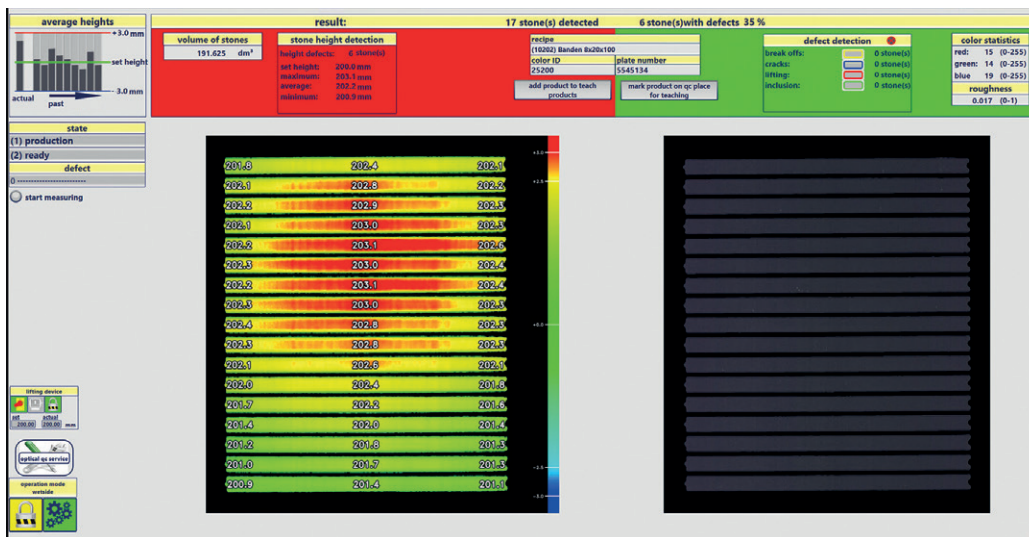 average heights
+3.0 mm
set height
- 3.0 mm
actual
past
result:
17 stone(s) detected
6 stone(s)with defects 35 %
volume of stones
191.625 dm³
stone height detection
height defects: 6 stone(s)
set height: 200.0 mm
maximum: 203.1 mm
average: 202.2 mm
minimum: 200.9 mm
recipe
(10202) Banden 8x20x100
color ID
plate number
25200
5545134
add product to teach products
mark product on qc place for teaching
defect detection
break offs: 0 stone(s)
cracks: 0 stone(s)
lifting: 0 stone(s)
inclusion: 0 stone(s)
color statistics
red: 15 (0-255)
green: 14 (0-255)
blue 19 (0-255)
roughness
0.017 (0-1)
state
(1) production
(2) ready
defect
0 ------------------------
start measuring
201.8 202.4 202.1
202.1 202.8 202.2
202.2 202.9 202.3
202.1 203.0 202.3
202.2 203.1 202.6
202.3 203.0 202.4
202.2 203.1 202.4
202.3 203.0 202.3
202.4 202.8 202.3
202.3 202.8 202.3
202.1 202.6 202.1
202.0 202.4 201.8
201.7 202.2 201.6
201.4 202.0 201.4
201.2 201.8 201.3
201.0 201.7 201.3
200.9 201.4 201.1
+3.0
+0.0
-3.0
lifting device
set actual
200.00 200.00 mm
optical qc service
operation mode
wetside